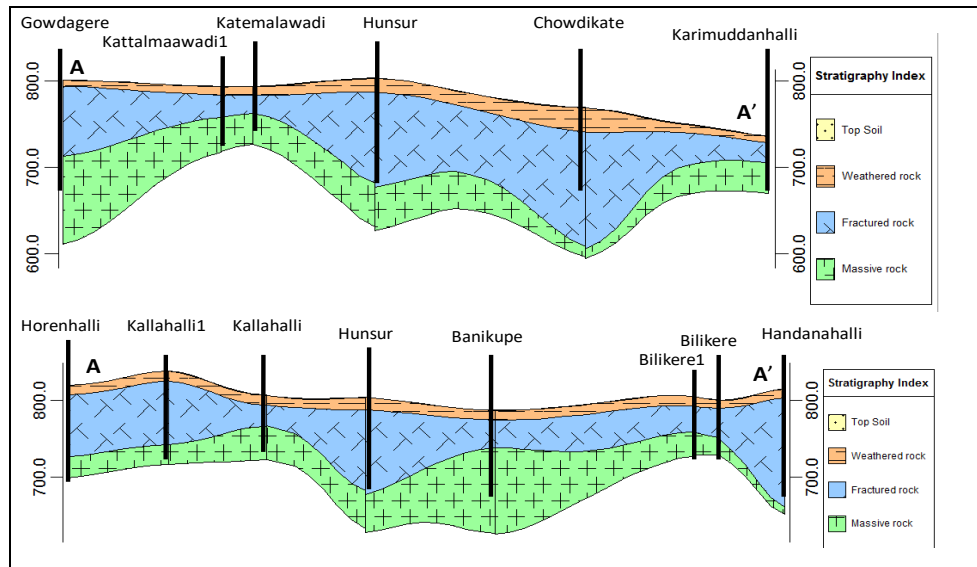 Gowdagere
Kattalmaawadi1
Katemalawadi
Hunsur
Chowdikate
Karimuddanhalli
A
A'
800.0
700.0
600.0
800.0
700.0
600.0
Stratigraphy Index
Top Soil
Weathered rock
Fractured rock
Massive rock
Horenhalli
Kallahalli1
Kallahalli
Hunsur
Banikupe
Bilikere1
Bilikere
Handanahalli
A
A'
800.0
700.0
800.0
700.0
Stratigraphy Index
Top Soil
Weathered rock
Fractured rock
Massive rock